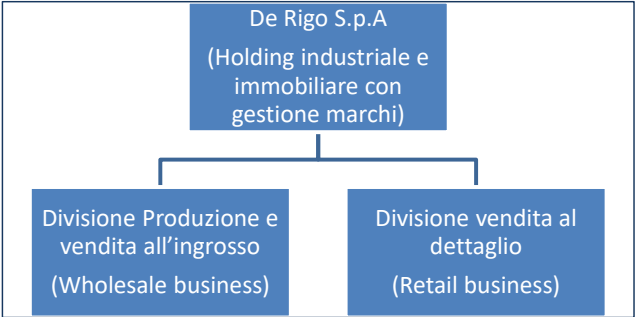 De Rigo S.p.A
(Holding industriale e
immobiliare con
gestione marchi)
Divisione Produzione e
vendita all'ingrosso
(Wholesale business)
Divisione vendita al
dettaglio
(Retail business)